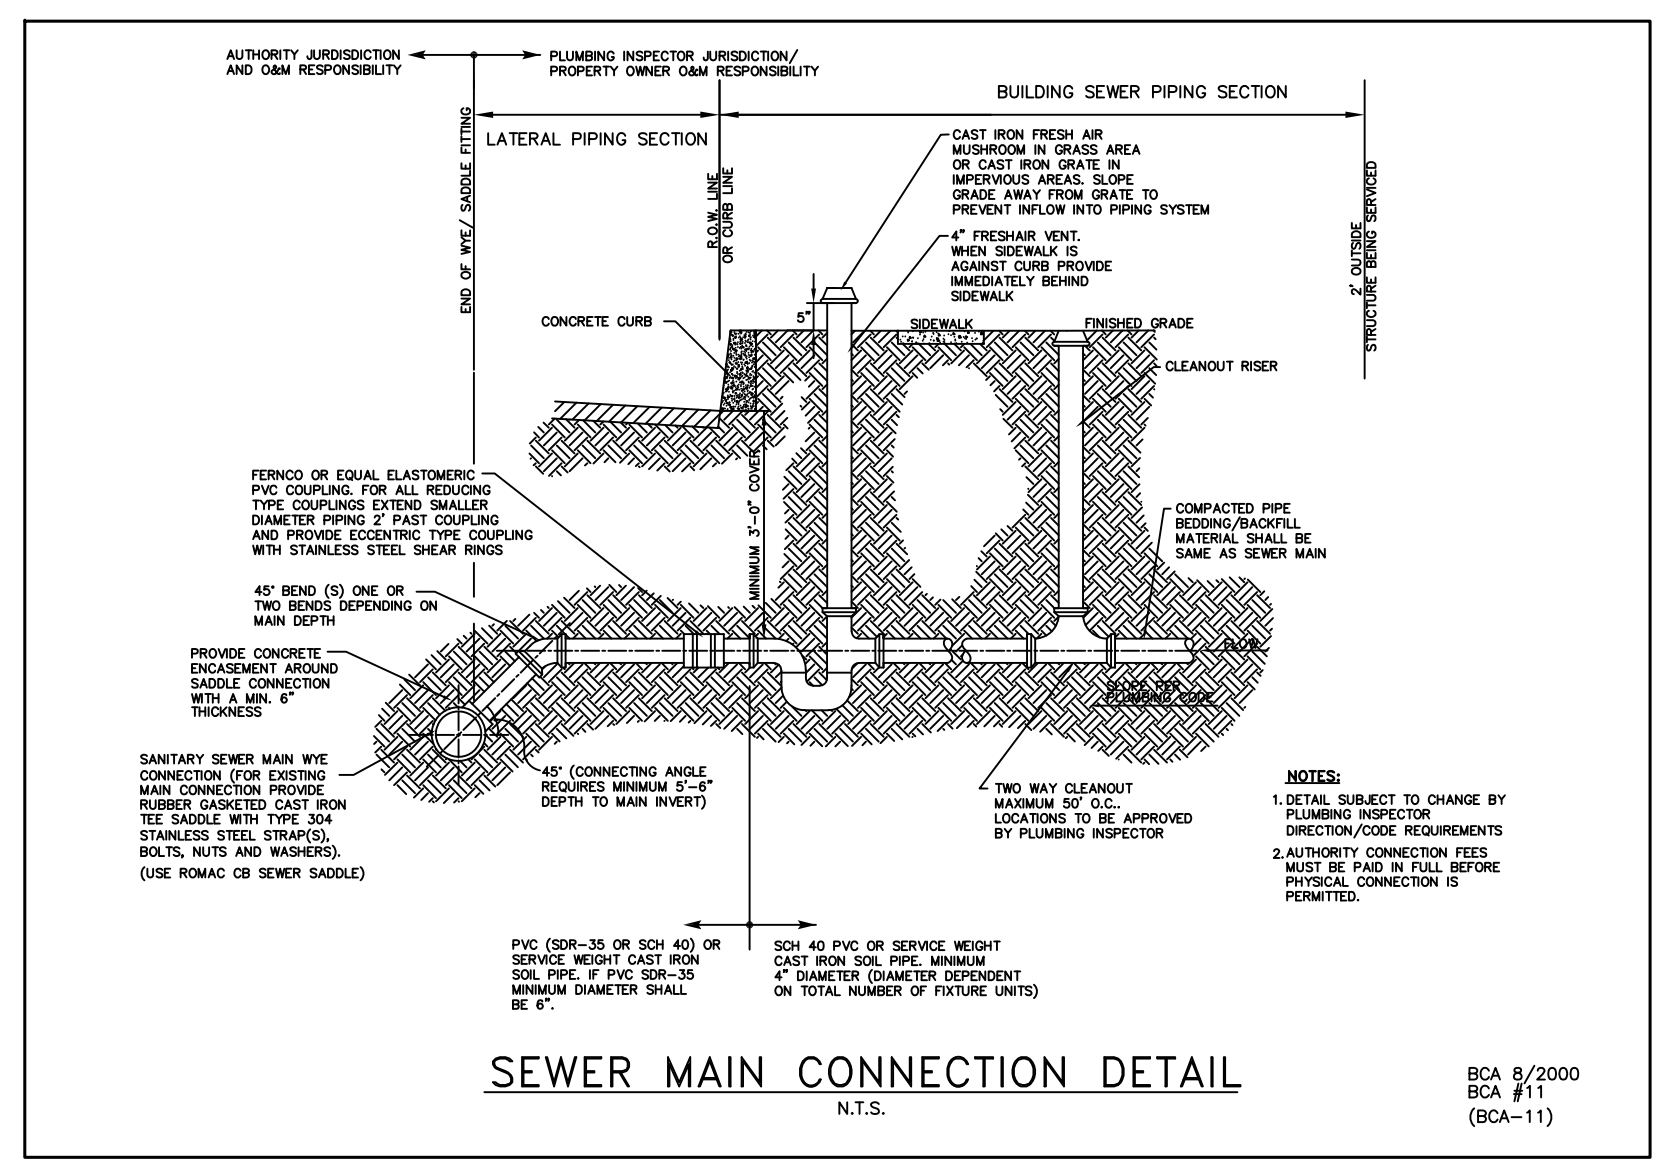 AUTHORITY JURDISDICTION
AND O&M RESPONSIBILITY
PLUMBING INSPECTOR JURISDICTION/
PROPERTY OWNER O&M RESPONSIBILITY
BUILDING SEWER PIPING SECTION
LATERAL PIPING SECTION
END OF WYE/ SADDLE FITTING
R.O.W. LINE
OR CURB LINE
2' OUTSIDE
STRUCTURE BEING SERVICED
CAST IRON FRESH AIR
MUSHROOM IN GRASS AREA
OR CAST IRON GRATE IN
IMPERVIOUS AREAS. SLOPE
GRADE AWAY FROM GRATE TO
PREVENT INFLOW INTO PIPING SYSTEM
4" FRESHAIR VENT.
WHEN SIDEWALK IS
AGAINST CURB PROVIDE
IMMEDIATELY BEHIND
SIDEWALK
5"
CONCRETE CURB
SIDEWALK
FINISHED GRADE
CLEANOUT RISER
MINIMUM 3'-0" COVER
FERNCO OR EQUAL ELASTOMERIC
PVC COUPLING. FOR ALL REDUCING
TYPE COUPLINGS EXTEND SMALLER
DIAMETER PIPING 2' PAST COUPLING
AND PROVIDE ECCENTRIC TYPE COUPLING
WITH STAINLESS STEEL SHEAR RINGS
COMPACTED PIPE
BEDDING/BACKFILL
MATERIAL SHALL BE
SAME AS SEWER MAIN
45° BEND (S) ONE OR
TWO BENDS DEPENDING ON
MAIN DEPTH
PROVIDE CONCRETE
ENCASEMENT AROUND
SADDLE CONNECTION
WITH A MIN. 6"
THICKNESS
FLOW
SLOPE PER
PLUMBING CODE
SANITARY SEWER MAIN WYE
CONNECTION (FOR EXISTING
MAIN CONNECTION PROVIDE
RUBBER GASKETED CAST IRON
TEE SADDLE WITH TYPE 304
STAINLESS STEEL STRAP(S),
BOLTS, NUTS AND WASHERS).
(USE ROMAC CB SEWER SADDLE)
45° (CONNECTING ANGLE
REQUIRES MINIMUM 5'-6"
DEPTH TO MAIN INVERT)
TWO WAY CLEANOUT
MAXIMUM 50' O.C..
LOCATIONS TO BE APPROVED
BY PLUMBING INSPECTOR
NOTES:
1. DETAIL SUBJECT TO CHANGE BY
PLUMBING INSPECTOR
DIRECTION/CODE REQUIREMENTS
2. AUTHORITY CONNECTION FEES
MUST BE PAID IN FULL BEFORE
PHYSICAL CONNECTION IS
PERMITTED.
PVC (SDR-35 OR SCH 40) OR
SERVICE WEIGHT CAST IRON
SOIL PIPE. IF PVC SDR-35
MINIMUM DIAMETER SHALL
BE 6".
SCH 40 PVC OR SERVICE WEIGHT
CAST IRON SOIL PIPE. MINIMUM
4" DIAMETER (DIAMETER DEPENDENT
ON TOTAL NUMBER OF FIXTURE UNITS)
SEWER MAIN CONNECTION DETAIL
N.T.S.
BCA 8/2000
BCA #11
(BCA-11)